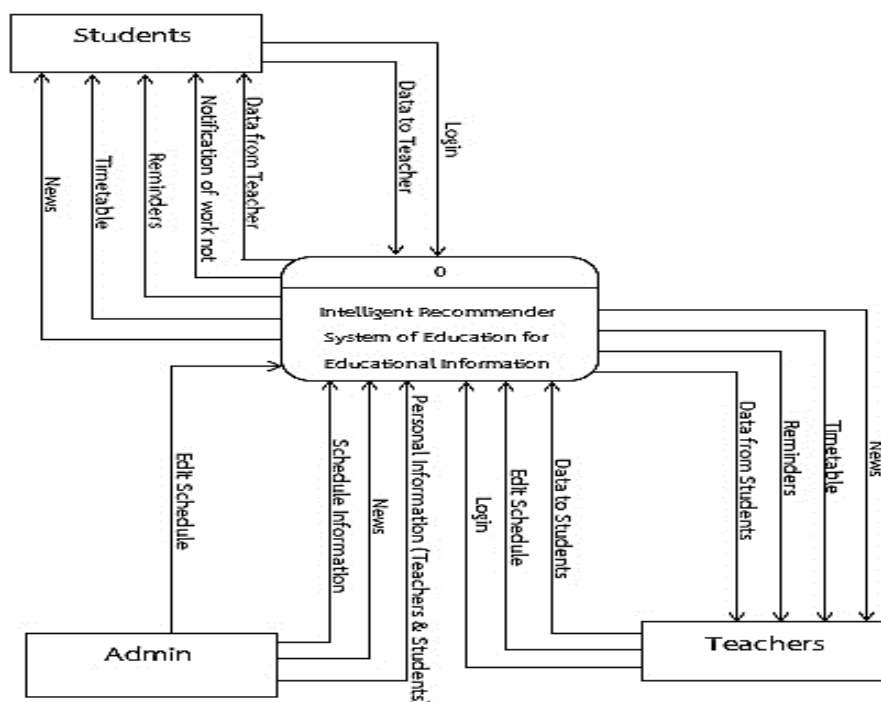 Students
News
Timetable
Reminders
Notification of work not
Data from Teacher
Data to Teacher
Login
0
Intelligent Recommender
System of Education for
Educational Information
Edit Schedule
Schedule Information
News
Personal Information (Teachers & Students)
Login
Edit Schedule
Data to Students
Data from Students
Reminders
Timetable
News
Admin
Teachers